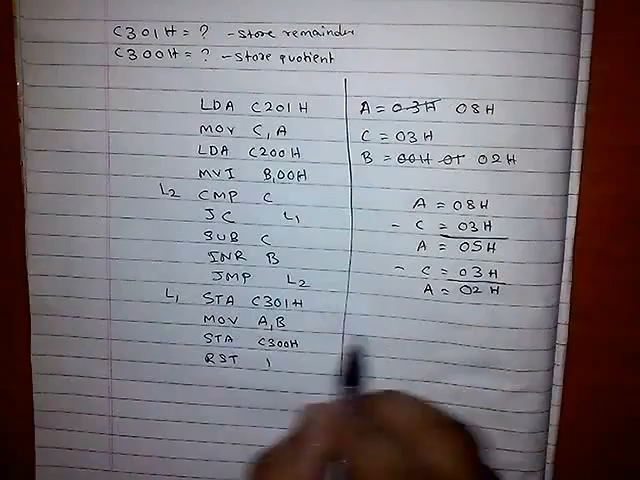 C301H = ? - store remainder
C300H = ? - store quotient
LDA C201H
MOV C,A
LDA C200H
MVI B,00H
L2 CMP C
JC L1
SUB C
INR B
JMP L2
L1 STA C301H
MOV A,B
STA C300H
RST 1
A = 03H 08H
C = 03H
B = 00H 01 02H
A = 08H
- C = 03H
A = 05H
- C = 03H
A = 02H